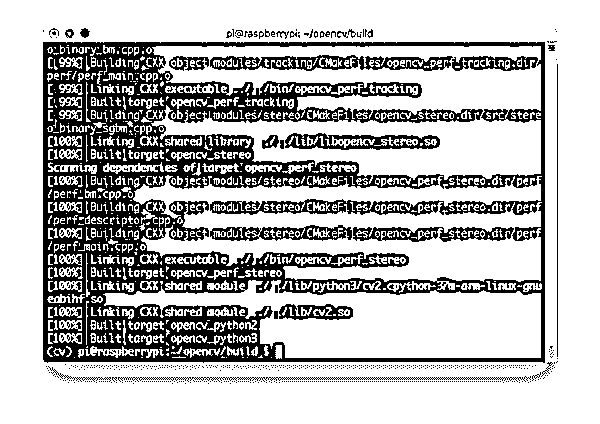 pi@raspberrypi: ~/opencv/build
o_binary_bm.cpp.o
[ 99%] Building CXX object modules/tracking/CMakeFiles/opencv_perf_tracking.dir/
perf/perf_main.cpp.o
[ 99%] Linking CXX executable ../../bin/opencv_perf_tracking
[ 99%] Built target opencv_perf_tracking
[ 99%] Building CXX object modules/stereo/CMakeFiles/opencv_stereo.dir/src/stere
o_binary_sgbm.cpp.o
[100%] Linking CXX shared library ../../lib/libopencv_stereo.so
[100%] Built target opencv_stereo
Scanning dependencies of target opencv_perf_stereo
[100%] Building CXX object modules/stereo/CMakeFiles/opencv_perf_stereo.dir/perf
/perf_bm.cpp.o
[100%] Building CXX object modules/stereo/CMakeFiles/opencv_perf_stereo.dir/perf
/perf_descriptor.cpp.o
[100%] Building CXX object modules/stereo/CMakeFiles/opencv_perf_stereo.dir/perf
/perf_main.cpp.o
[100%] Linking CXX executable ../../bin/opencv_perf_stereo
[100%] Built target opencv_perf_stereo
[100%] Linking CXX shared module ../../lib/python3/cv2.cpython-37m-arm-linux-gnu
eabihf.so
[100%] Linking CXX shared module ../../lib/cv2.so
[100%] Built target opencv_python2
[100%] Built target opencv_python3
(cv) pi@raspberrypi:~/opencv/build $